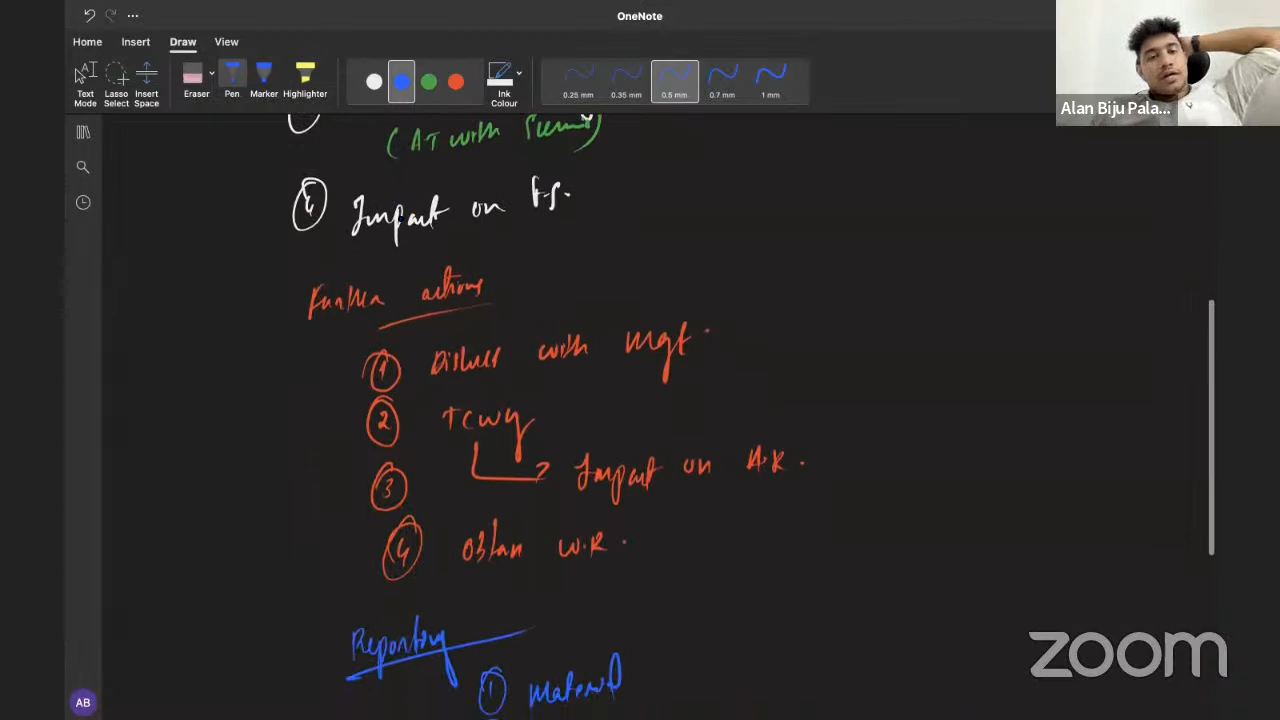 OneNote
Home Insert Draw View
Text Mode Lasso Select Insert Space Eraser Pen Marker Highlighter Ink Colour 0.25 mm 0.35 mm 0.5 mm 0.7 mm 1 mm
Alan Biju Pala...
(AT with
4 Impact on F.S.
Further actions
1 Discuss with mgt.
2 TCWG
3 Impact on A.R.
4 Obtain W.R.
Reporting
1 Material
AB
zoom